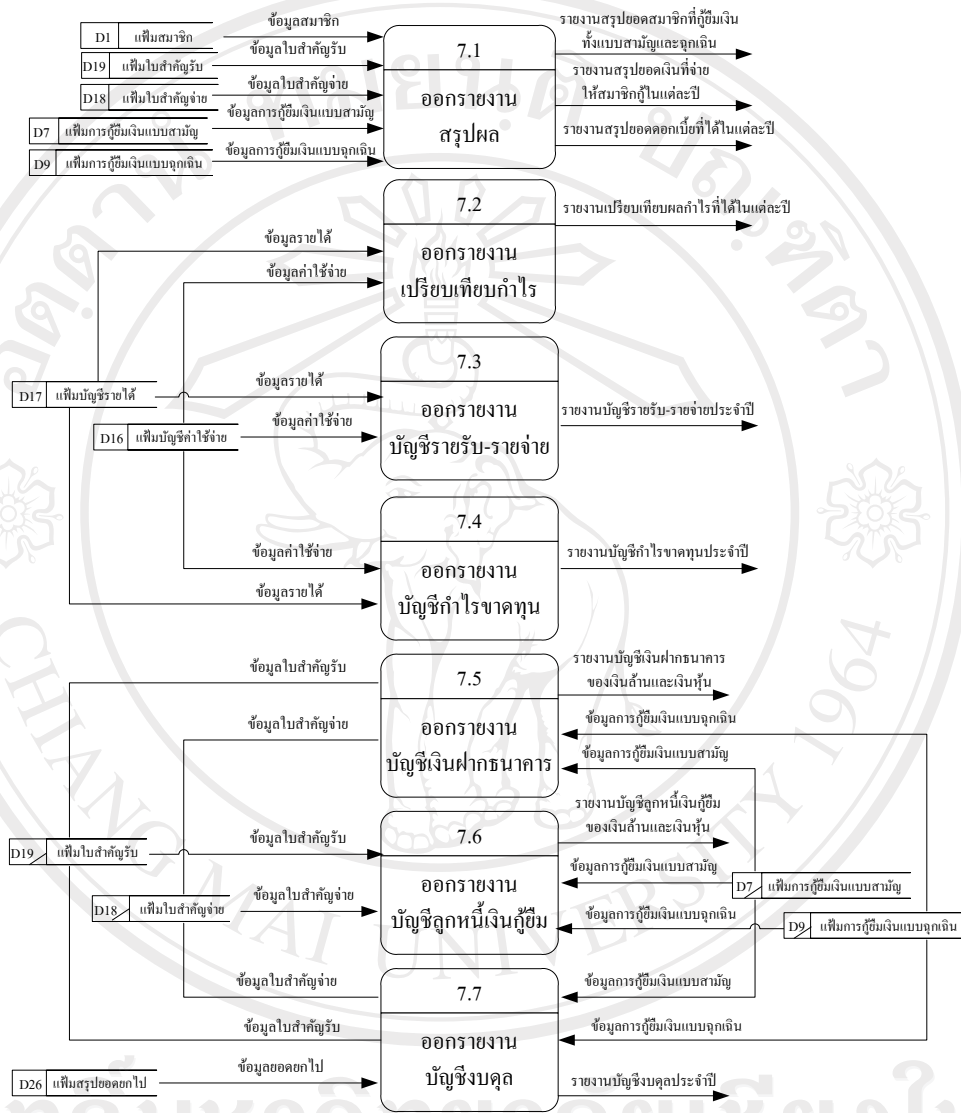 D1 แฟ้มสมาชิก
ข้อมูลสมาชิก
D19 แฟ้มใบสำคัญรับ
ข้อมูลใบสำคัญรับ
D18 แฟ้มใบสำคัญจ่าย
ข้อมูลใบสำคัญจ่าย
D7 แฟ้มการกู้ยืมเงินแบบสามัญ
ข้อมูลการกู้ยืมเงินแบบสามัญ
D9 แฟ้มการกู้ยืมเงินแบบฉุกเฉิน
ข้อมูลการกู้ยืมเงินแบบฉุกเฉิน
7.1
ออกรายงาน
สรุปผล
รายงานสรุปยอดสมาชิกที่กู้ยืมเงิน
ทั้งแบบสามัญและฉุกเฉิน
รายงานสรุปยอดเงินที่จ่าย
ให้สมาชิกกู้ในแต่ละปี
รายงานสรุปยอดดอกเบี้ยที่ได้ในแต่ละปี
7.2
ออกรายงาน
เปรียบเทียบกำไร
ข้อมูลรายได้
ข้อมูลค่าใช้จ่าย
รายงานเปรียบเทียบผลกำไรที่ได้ในแต่ละปี
D17 แฟ้มบัญชีรายได้
ข้อมูลรายได้
D16 แฟ้มบัญชีค่าใช้จ่าย
ข้อมูลค่าใช้จ่าย
7.3
ออกรายงาน
บัญชีรายรับ-รายจ่าย
รายงานบัญชีรายรับ-รายจ่ายประจำปี
7.4
ออกรายงาน
บัญชีกำไรขาดทุน
ข้อมูลค่าใช้จ่าย
ข้อมูลรายได้
รายงานบัญชีกำไรขาดทุนประจำปี
7.5
ออกรายงาน
บัญชีเงินฝากธนาคาร
ข้อมูลใบสำคัญรับ
ข้อมูลใบสำคัญจ่าย
รายงานบัญชีเงินฝากธนาคาร
ของเงินล้านและเงินหุ้น
ข้อมูลการกู้ยืมเงินแบบฉุกเฉิน
ข้อมูลการกู้ยืมเงินแบบสามัญ
D19 แฟ้มใบสำคัญรับ
ข้อมูลใบสำคัญรับ
D18 แฟ้มใบสำคัญจ่าย
ข้อมูลใบสำคัญจ่าย
7.6
ออกรายงาน
บัญชีลูกหนี้เงินกู้ยืม
รายงานบัญชีลูกหนี้เงินกู้ยืม
ของเงินล้านและเงินหุ้น
ข้อมูลการกู้ยืมเงินแบบสามัญ
D7 แฟ้มการกู้ยืมเงินแบบสามัญ
ข้อมูลการกู้ยืมเงินแบบฉุกเฉิน
D9 แฟ้มการกู้ยืมเงินแบบฉุกเฉิน
7.7
ออกรายงาน
บัญชีงบดุล
ข้อมูลใบสำคัญจ่าย
ข้อมูลใบสำคัญรับ
D26 แฟ้มสรุปยอดยกไป
ข้อมูลยอดยกไป
ข้อมูลการกู้ยืมเงินแบบสามัญ
ข้อมูลการกู้ยืมเงินแบบฉุกเฉิน
รายงานบัญชีงบดุลประจำปี
CHIANG MAI UNIVERSITY 1964